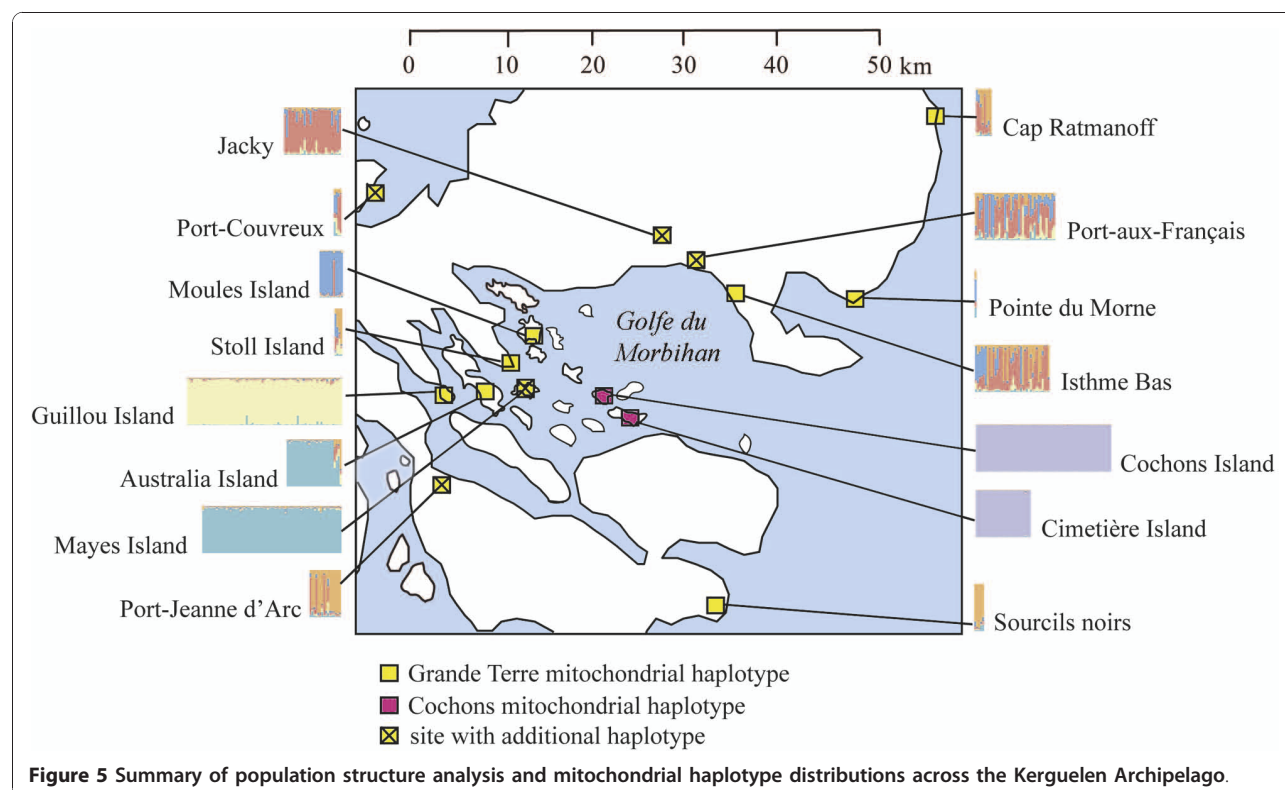 0 10 20 30 40 50 km
Jacky
Port-Couvreux
Moules Island
Stoll Island
Guillou Island
Australia Island
Mayes Island
Port-Jeanne d'Arc
Golfe du
Morbihan
Cap Ratmanoff
Port-aux-Français
Pointe du Morne
Isthme Bas
Cochons Island
Cimetière Island
Sourcils noirs
Grande Terre mitochondrial haplotype
Cochons mitochondrial haplotype
site with additional haplotype
Figure 5 Summary of population structure analysis and mitochondrial haplotype distributions across the Kerguelen Archipelago.